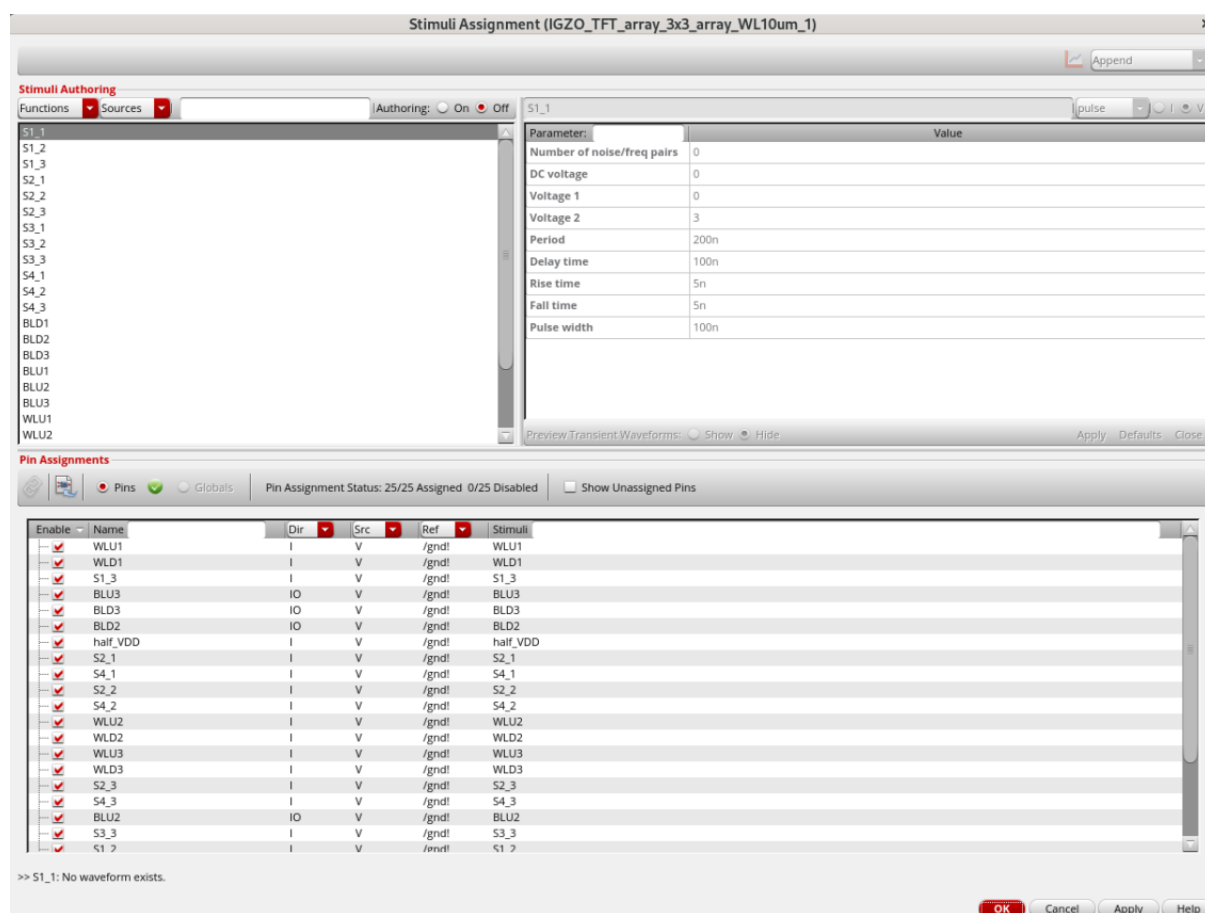 Stimuli Assignment (IGZO_TFT_array_3x3_array_WL10um_1)
Append
Stimuli Authoring
Functions Sources Authoring: On Off S1_1 pulse I V
S1_1
S1_2
S1_3
S2_1
S2_2
S2_3
S3_1
S3_2
S3_3
S4_1
S4_2
S4_3
BLD1
BLD2
BLD3
BLU1
BLU2
BLU3
WLU1
WLU2
Parameter: Value
Number of noise/freq pairs 0
DC voltage 0
Voltage 1 0
Voltage 2 3
Period 200n
Delay time 100n
Rise time 5n
Fall time 5n
Pulse width 100n
Preview Transient Waveforms: Show Hide Apply Defaults Close
Pin Assignments
Pins Globals Pin Assignment Status: 25/25 Assigned 0/25 Disabled Show Unassigned Pins
Enable Name Dir Src Ref Stimuli
WLU1 I V /gnd! WLU1
WLD1 I V /gnd! WLD1
S1_3 I V /gnd! S1_3
BLU3 IO V /gnd! BLU3
BLD3 IO V /gnd! BLD3
BLD2 IO V /gnd! BLD2
half_VDD I V /gnd! half_VDD
S2_1 I V /gnd! S2_1
S4_1 I V /gnd! S4_1
S2_2 I V /gnd! S2_2
S4_2 I V /gnd! S4_2
WLU2 I V /gnd! WLU2
WLD2 I V /gnd! WLD2
WLU3 I V /gnd! WLU3
WLD3 I V /gnd! WLD3
S2_3 I V /gnd! S2_3
S4_3 I V /gnd! S4_3
BLU2 IO V /gnd! BLU2
S3_3 I V /gnd! S3_3
S1_2 I V /gnd! S1_2
>> S1_1: No waveform exists.
OK Cancel Apply Help